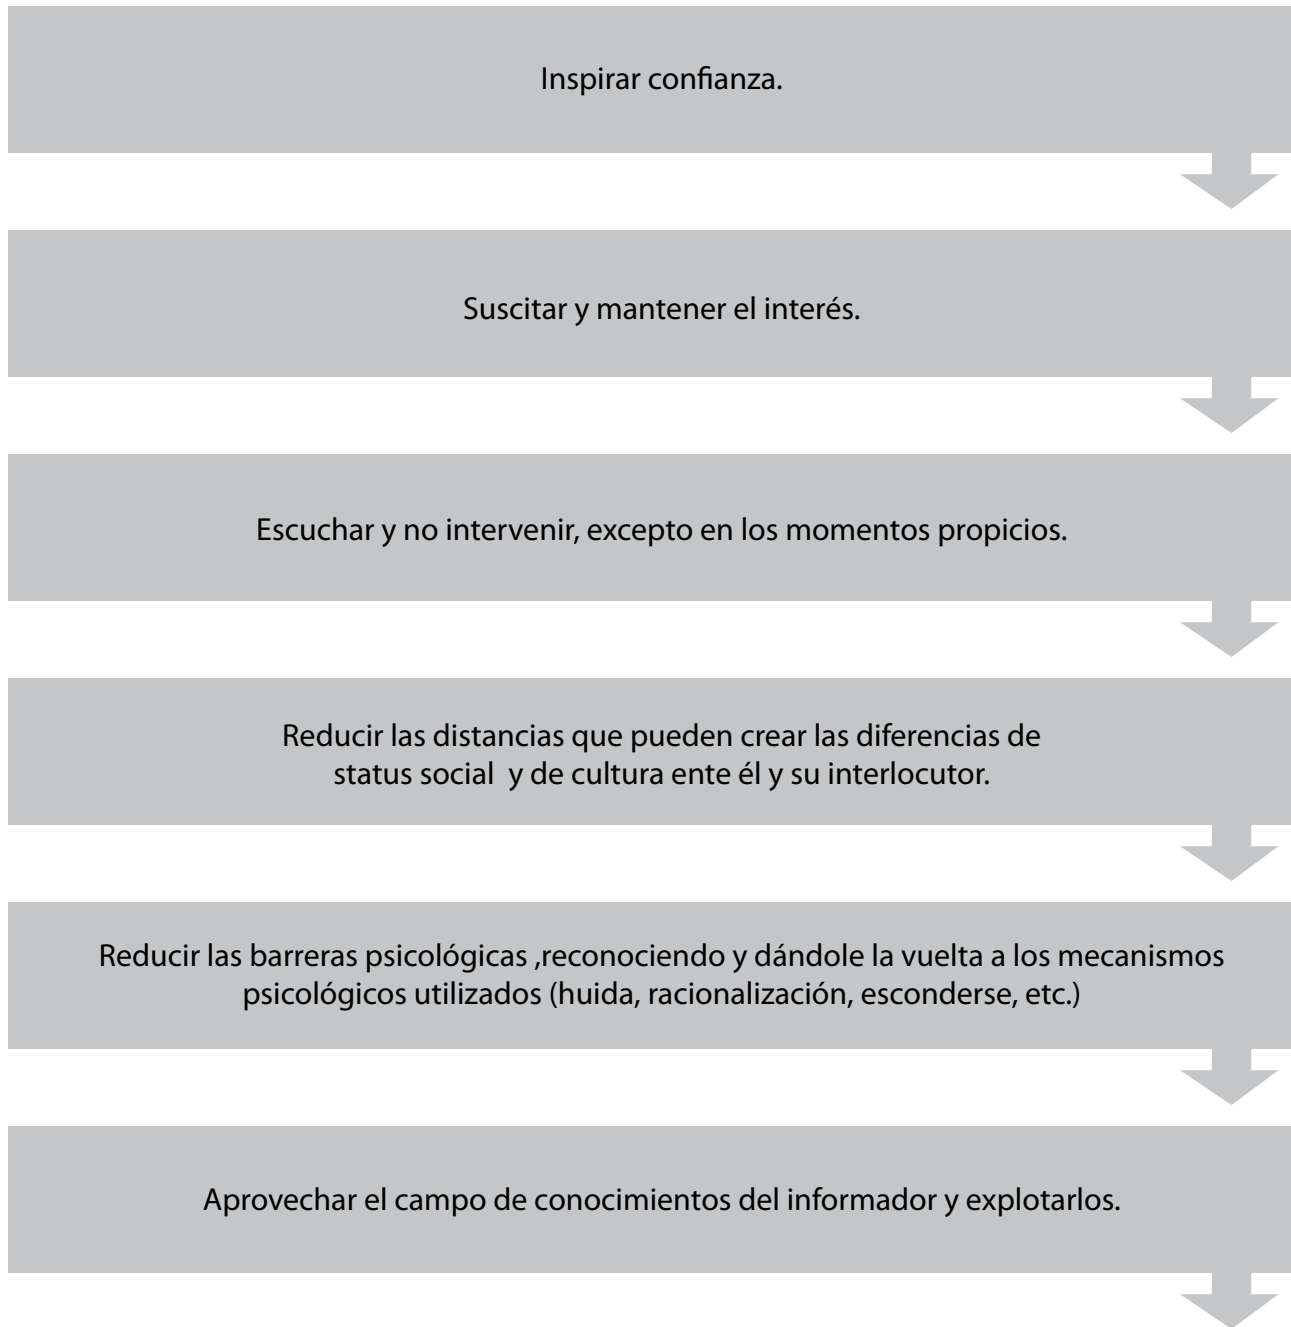 Inspirar confianza.
Suscitar y mantener el interés.
Escuchar y no intervenir, excepto en los momentos propicios.
Reducir las distancias que pueden crear las diferencias de
status social  y de cultura ente él y su interlocutor.
Reducir las barreras psicológicas ,reconociendo y dándole la vuelta a los mecanismos
psicológicos utilizados (huida, racionalización, esconderse, etc.)
Aprovechar el campo de conocimientos del informador y explotarlos.